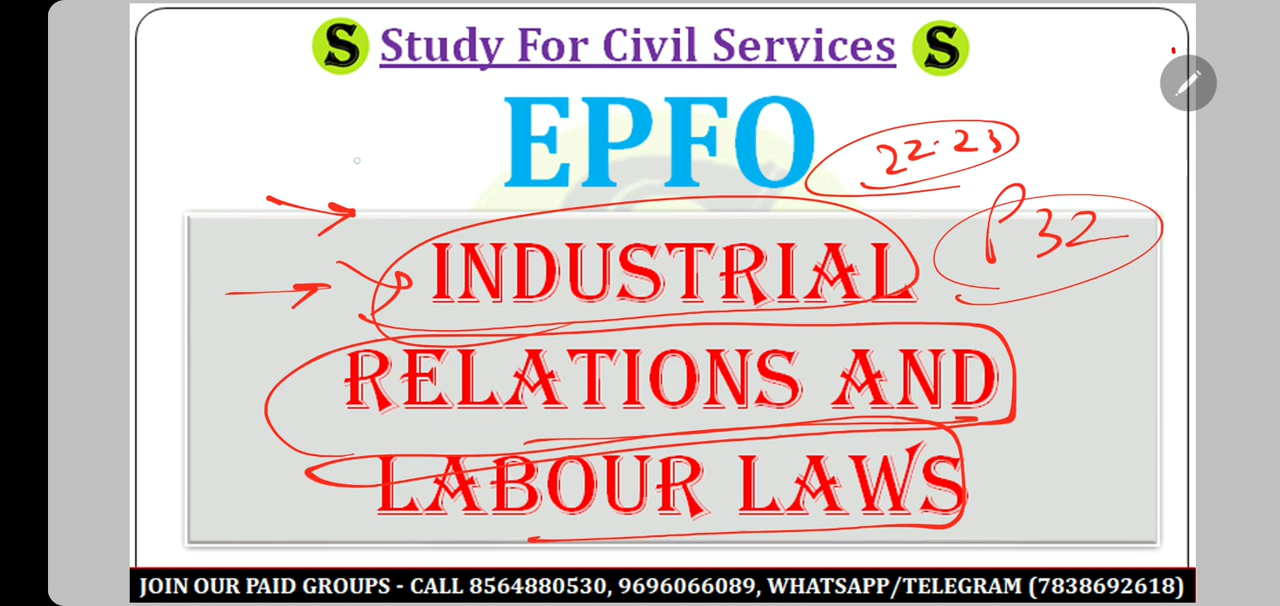 S Study For Civil Services S
EPFO
22-23
P 32
INDUSTRIAL
RELATIONS AND
LABOUR LAWS
JOIN OUR PAID GROUPS - CALL 8564880530, 9696066089, WHATSAPP/TELEGRAM (7838692618)